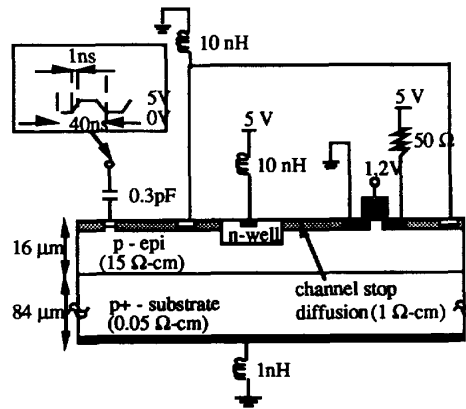 10 nH
1ns
5V
0V
40ns
5 V
5 V
50 Ω
10 nH
1.2V
0.3pF
n-well
16 μm
p - epi
(15 Ω-cm)
channel stop
diffusion (1 Ω-cm)
84 μm
p+ - substrate
(0.05 Ω-cm)
1nH